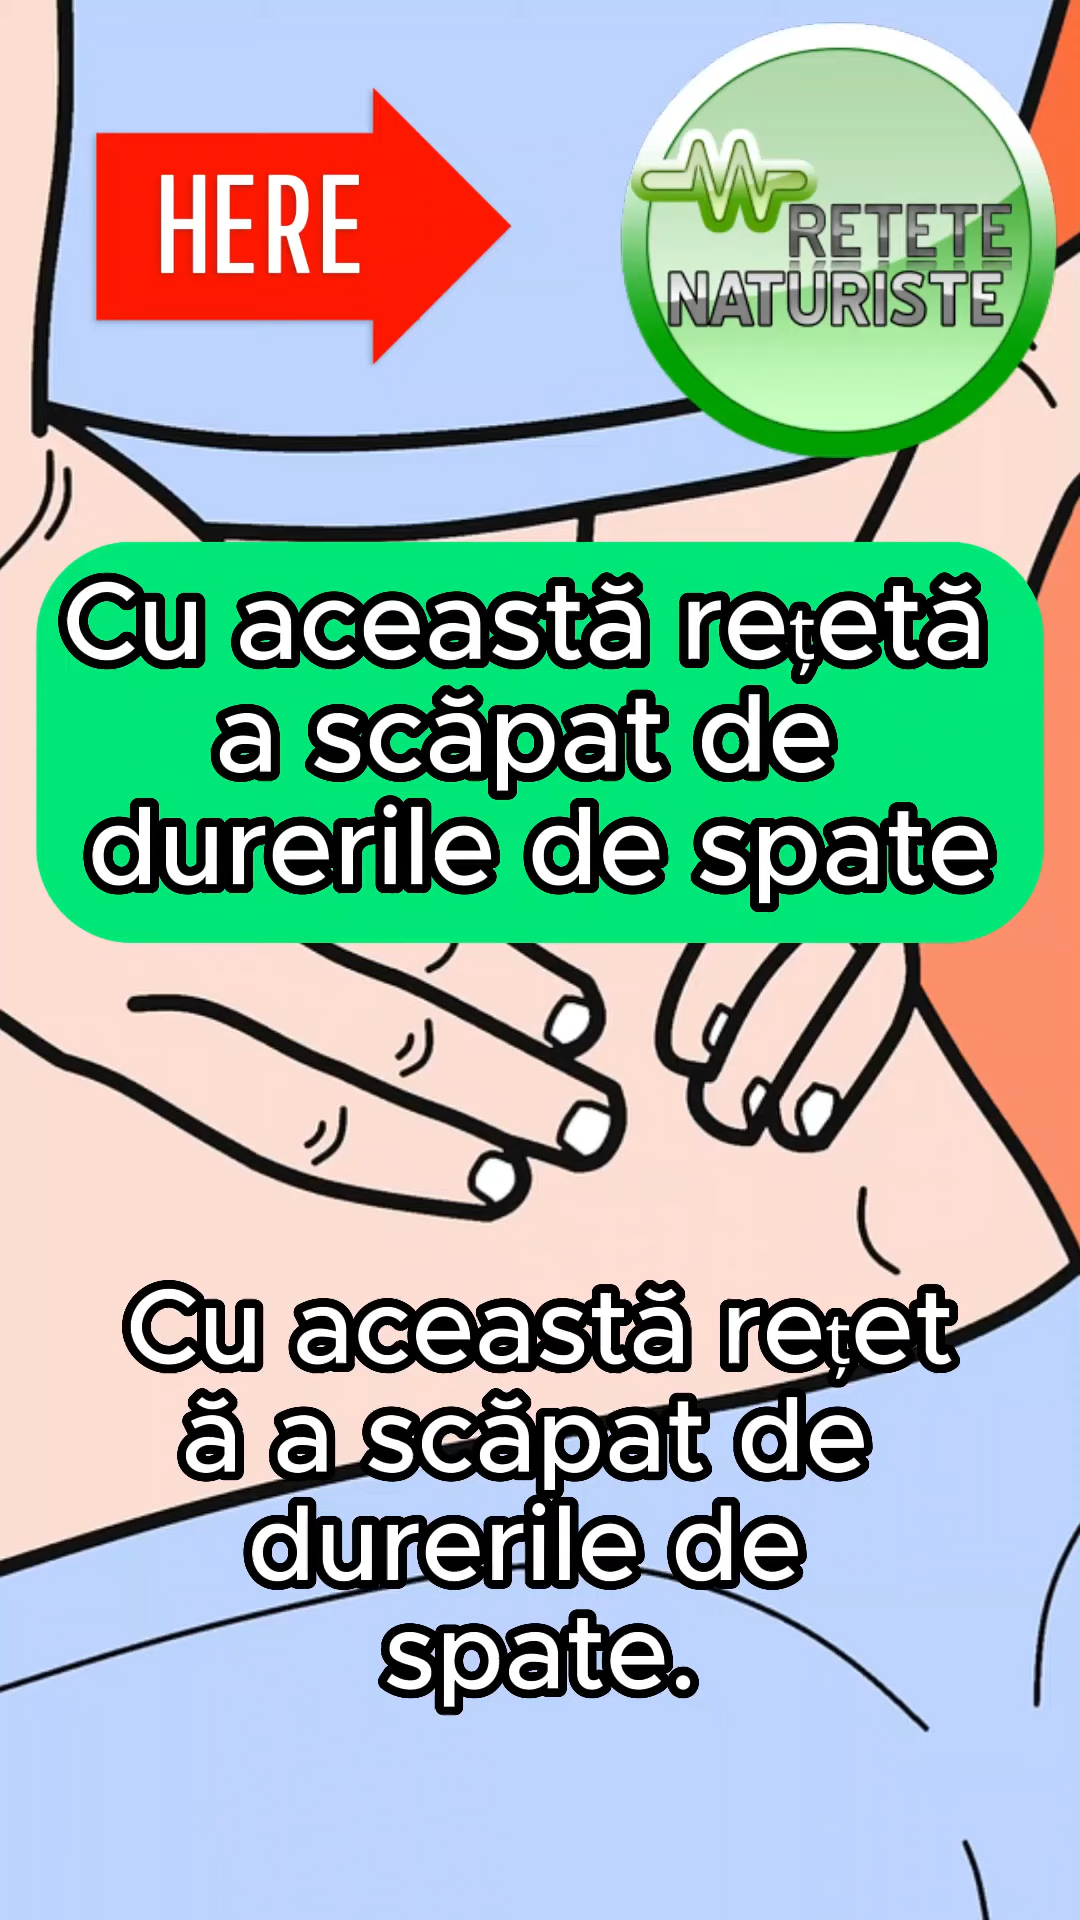 HERE
RETETE
NATURISTE
Cu această rețetă
a scăpat de
durerile de spate
Cu această rețet
ă a scăpat de
durerile de
spate.